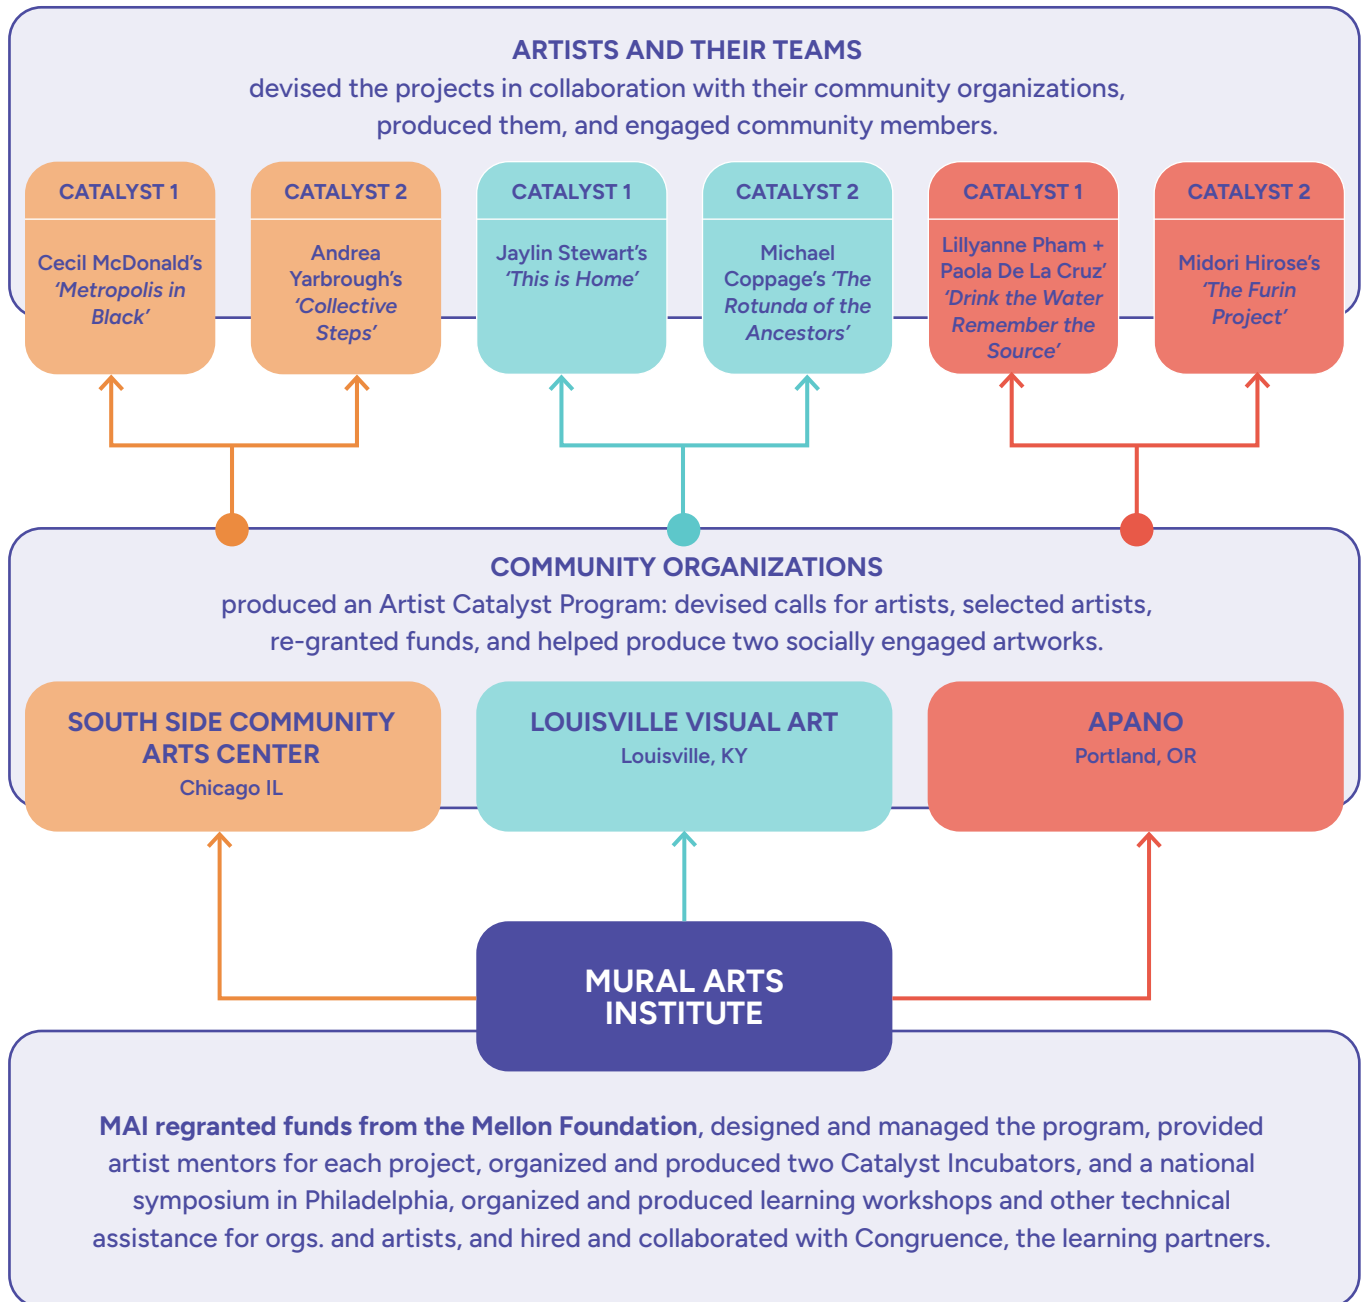 ARTISTS AND THEIR TEAMS
devised the projects in collaboration with their community organizations,
produced them, and engaged community members.
CATALYST 1
Cecil McDonald’s
‘Metropolis in
Black’
CATALYST 2
Andrea
Yarbrough’s
‘Collective
Steps’
CATALYST 1
Jaylin Stewart’s
‘This is Home’
CATALYST 2
Michael
Coppage’s ‘The
Rotunda of the
Ancestors’
CATALYST 1
Lillyanne Pham +
Paola De La Cruz’
‘Drink the Water
Remember the
Source’
CATALYST 2
Midori Hirose’s
‘The Furin
Project’
COMMUNITY ORGANIZATIONS
produced an Artist Catalyst Program: devised calls for artists, selected artists,
re-granted funds, and helped produce two socially engaged artworks.
SOUTH SIDE COMMUNITY
ARTS CENTER
Chicago IL
LOUISVILLE VISUAL ART
Louisville, KY
APANO
Portland, OR
MURAL ARTS
INSTITUTE
MAI regranted funds from the Mellon Foundation, designed and managed the program, provided
artist mentors for each project, organized and produced two Catalyst Incubators, and a national
symposium in Philadelphia, organized and produced learning workshops and other technical
assistance for orgs. and artists, and hired and collaborated with Congruence, the learning partners.